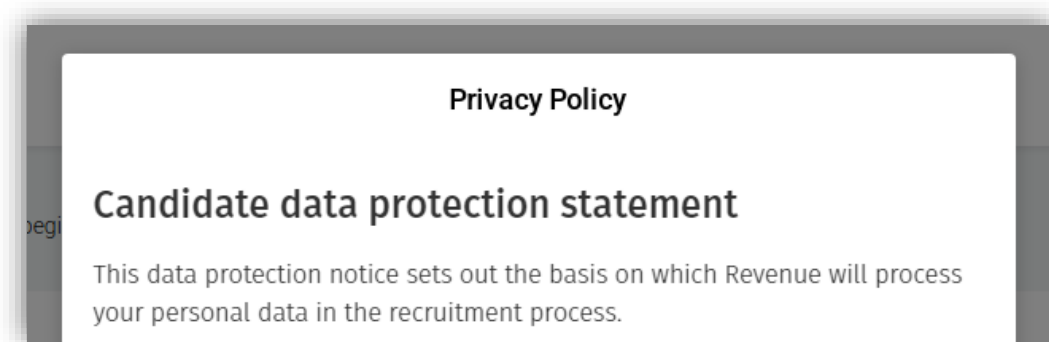 Privacy Policy
Candidate data protection statement
This data protection notice sets out the basis on which Revenue will process
your personal data in the recruitment process.